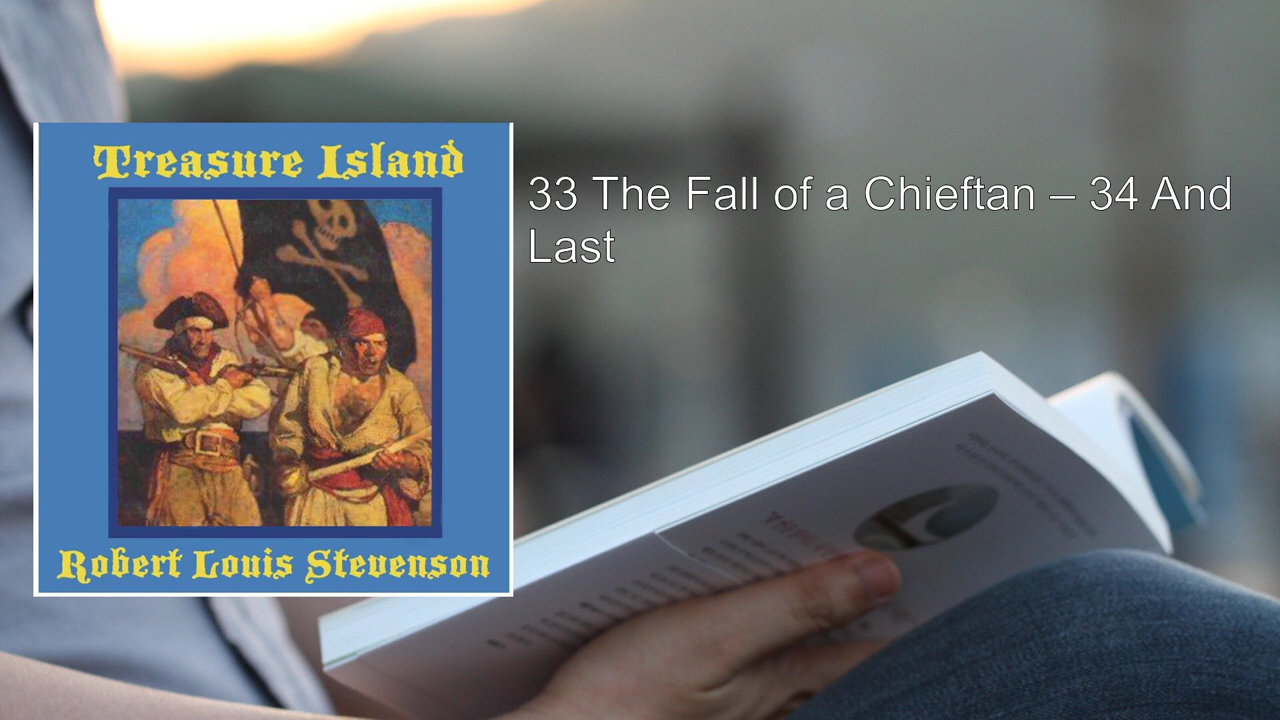 Treasure Island
Robert Louis Stevenson
33 The Fall of a Chieftan – 34 And
Last